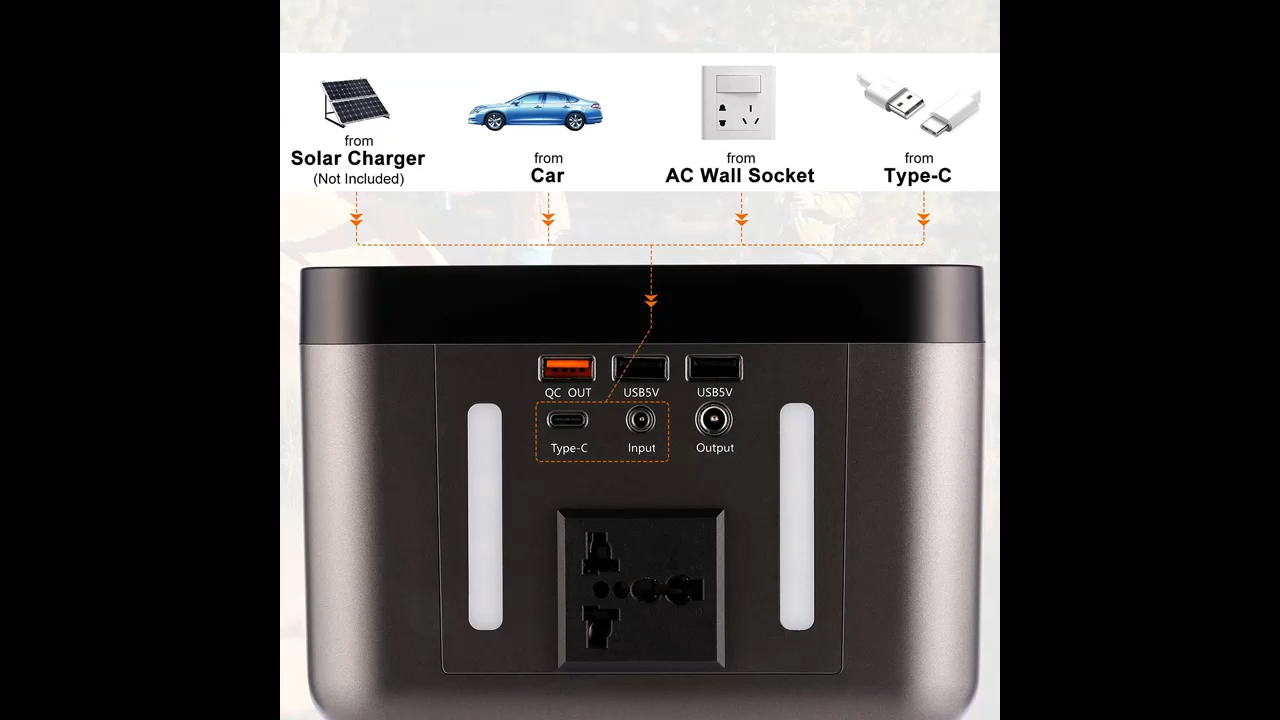 from
Solar Charger
(Not Included)
from
Car
from
AC Wall Socket
from
Type-C
QC OUT
USB5V
USB5V
Type-C
Input
Output